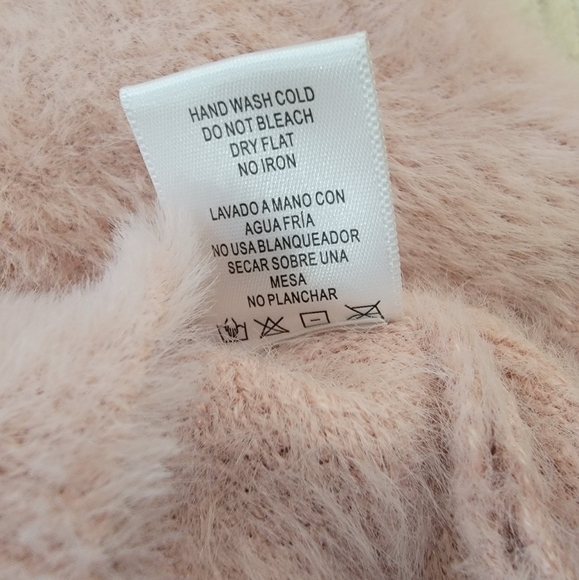 HAND WASH COLD
DO NOT BLEACH
DRY FLAT
NO IRON
LAVADO A MANO CON
AGUA FRÍA
NO USA BLANQUEADOR
SECAR SOBRE UNA
MESA
NO PLANCHAR